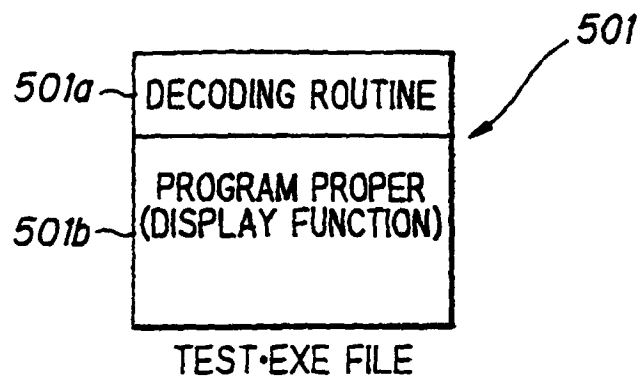 501
501a DECODING ROUTINE
PROGRAM PROPER
501b (DISPLAY FUNCTION)
TEST·EXE FILE